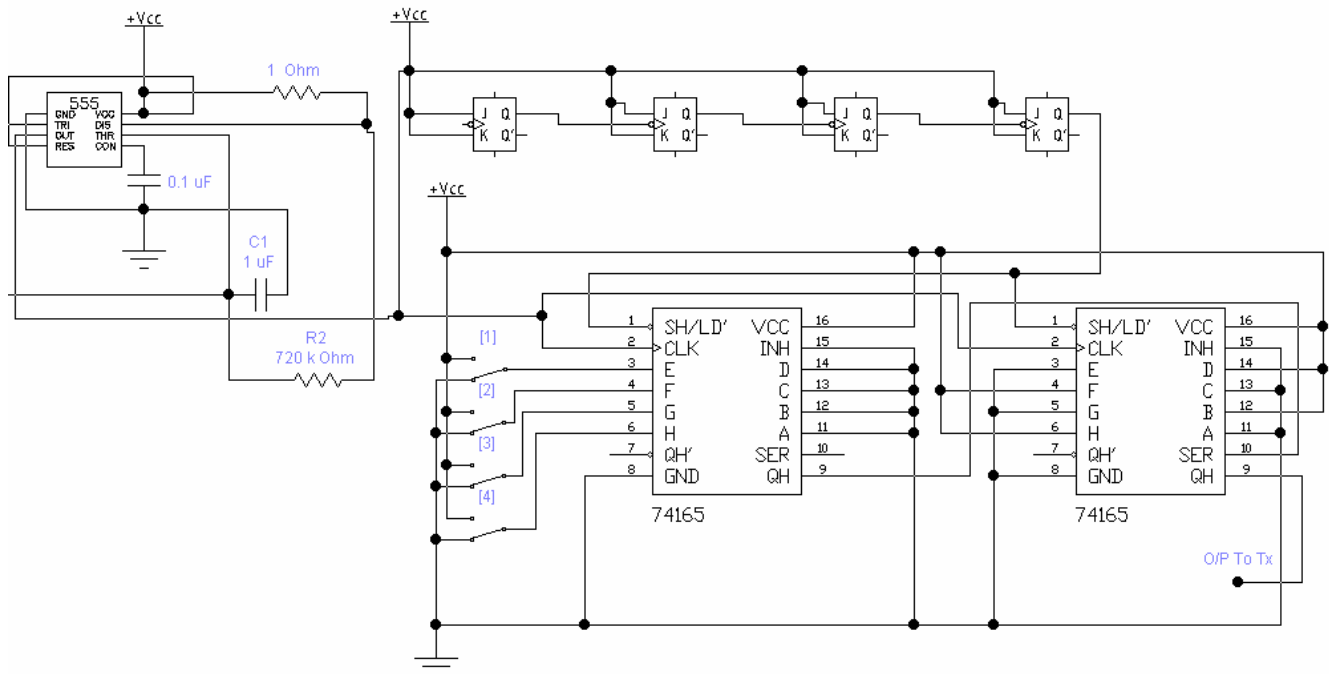 +Vcc
+Vcc
1 Ohm
555
GND VCC
TRI DIS
OUT THR
RES CON
J Q
K Q'
J Q
K Q'
J Q
K Q'
J Q
K Q'
0.1 uF
+Vcc
C1
1 uF
R2
720 k Ohm
[1]
[2]
[3]
[4]
1 SH/LD' VCC 16
2 CLK INH 15
3 E D 14
4 F C 13
5 G B 12
6 H A 11
7 QH' SER 10
8 GND QH 9
74165
1 SH/LD' VCC 16
2 CLK INH 15
3 E D 14
4 F C 13
5 G B 12
6 H A 11
7 QH' SER 10
8 GND QH 9
74165
O/P To Tx